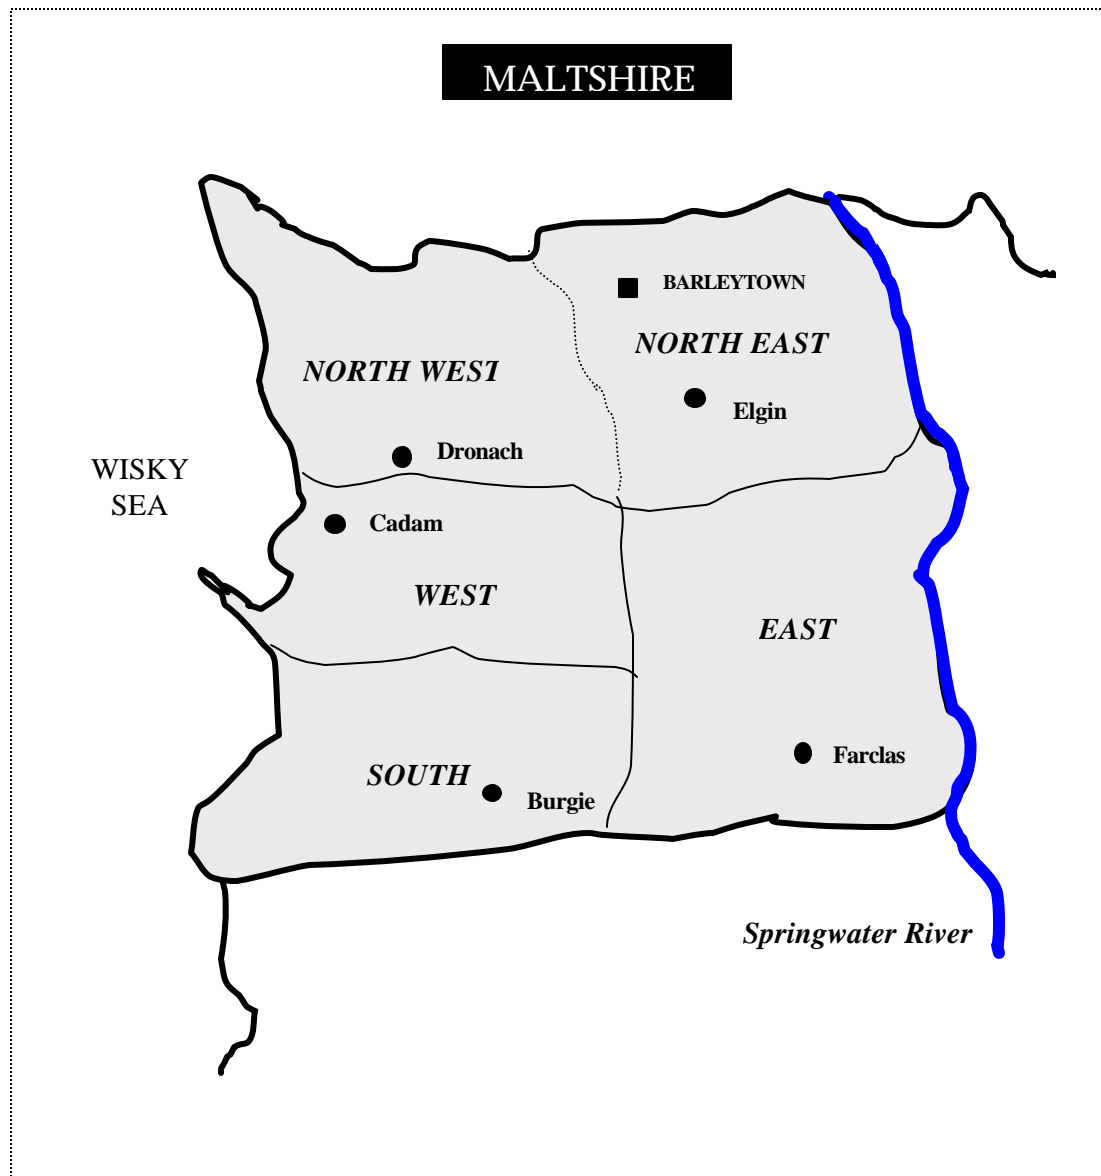 MALTSHIRE
BARLEYTOWN
NORTH EAST
NORTH WEST
Elgin
Dronach
WISKY
SEA
Cadam
WEST
EAST
Farclas
SOUTH
Burgie
Springwater River